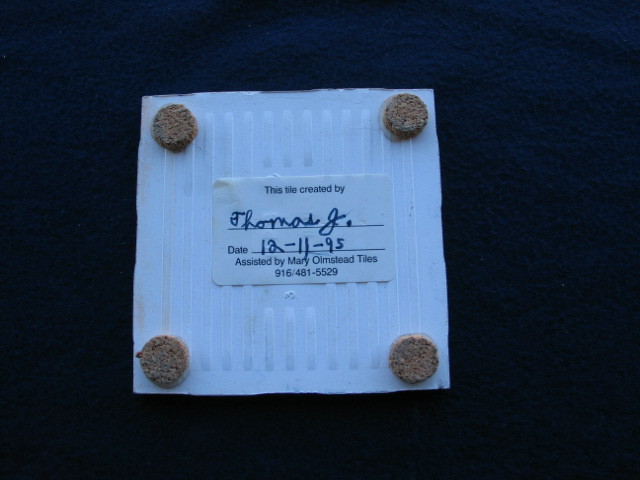 This tile created by
Thomas J.
Date 12-11-95
Assisted by Mary Olmstead Tiles
916/481-5529